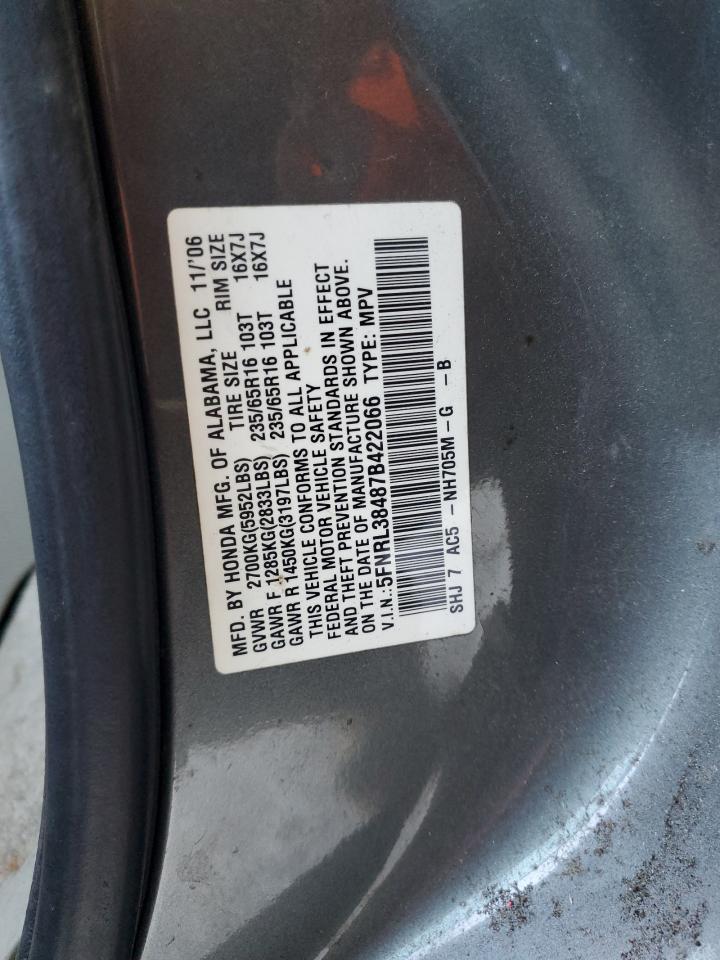 MFD. BY HONDA MFG. OF ALABAMA, LLC 11/'06
TIRE SIZE RIM SIZE
GVWR 2700KG(5952LBS)
GAWR F 1285KG(2833LBS) 235/65R16 103T 16X7J
GAWR R 1450KG(3197LBS) 235/65R16 103T 16X7J
THIS VEHICLE CONFORMS TO ALL APPLICABLE
FEDERAL MOTOR VEHICLE SAFETY
AND THEFT PREVENTION STANDARDS IN EFFECT
ON THE DATE OF MANUFACTURE SHOWN ABOVE.
V.I.N.:5FNRL38487B422066 TYPE: MPV
SHJ 7 AC5 -NH705M-G -B